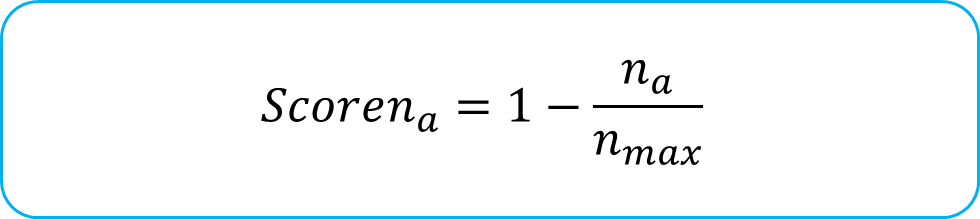 Scoren_a = 1 − n_a / n_max